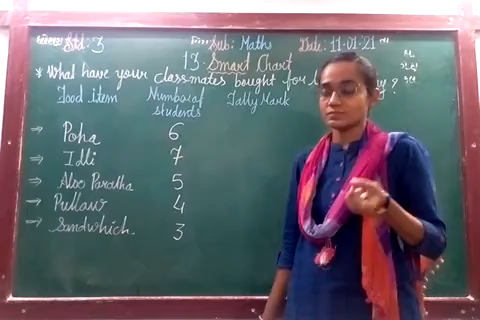 Std: 3 Sub: Maths Date: 11-01-21
13. Smart Chart
* What have your classmates bought for ?
Food item Number of students Tally Mark
⇒ Poha 6
⇒ Idli 7
⇒ Aloo Paratha 5
⇒ Pullaw 4
⇒ Sandwhich. 3